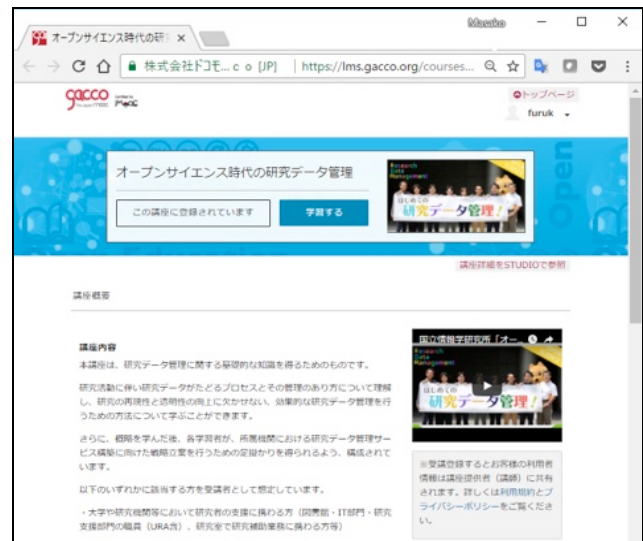 Masako
オープンサイエンス時代の研
株式会社ドコモ... c o [JP] https://lms.gacco.org/courses...
gacco
トップページ
furuk
オープンサイエンス時代の研究データ管理
この講座に登録されています 学習する
Research
Data
Management
はじめての
研究データ管理!
講座詳細をSTUDIOで参照
講座概要
講座内容
本講座は、研究データ管理に関する基礎的な知識を得るためのものです。
研究活動に伴い研究データがたどるプロセスとその管理のあり方について理解
し、研究の再現性と透明性の向上に欠かせない、効果的な研究データ管理を行
うための方法について学ぶことができます。
さらに、概略を学んだ後、各学習者が、所属機関における研究データ管理サー
ビス構築に向けた戦略立案を行うための足掛かりを得られるよう、構成されて
います。
以下のいずれかに該当する方を受講者として想定しています。
・大学や研究機関等において研究者の支援に携わる方（図書館・IT部門・研究
支援部門の職員（URA含）、研究室で研究補助業務に携わる方等）
国立情報学研究所「オー...
Research
Data
Management
はじめての
研究データ管理!
※受講登録するとお客様の利用者
情報は講座提供者（講師）に共有
されます。詳しくは利用規約とプ
ライバシーポリシーをご覧くださ
い。